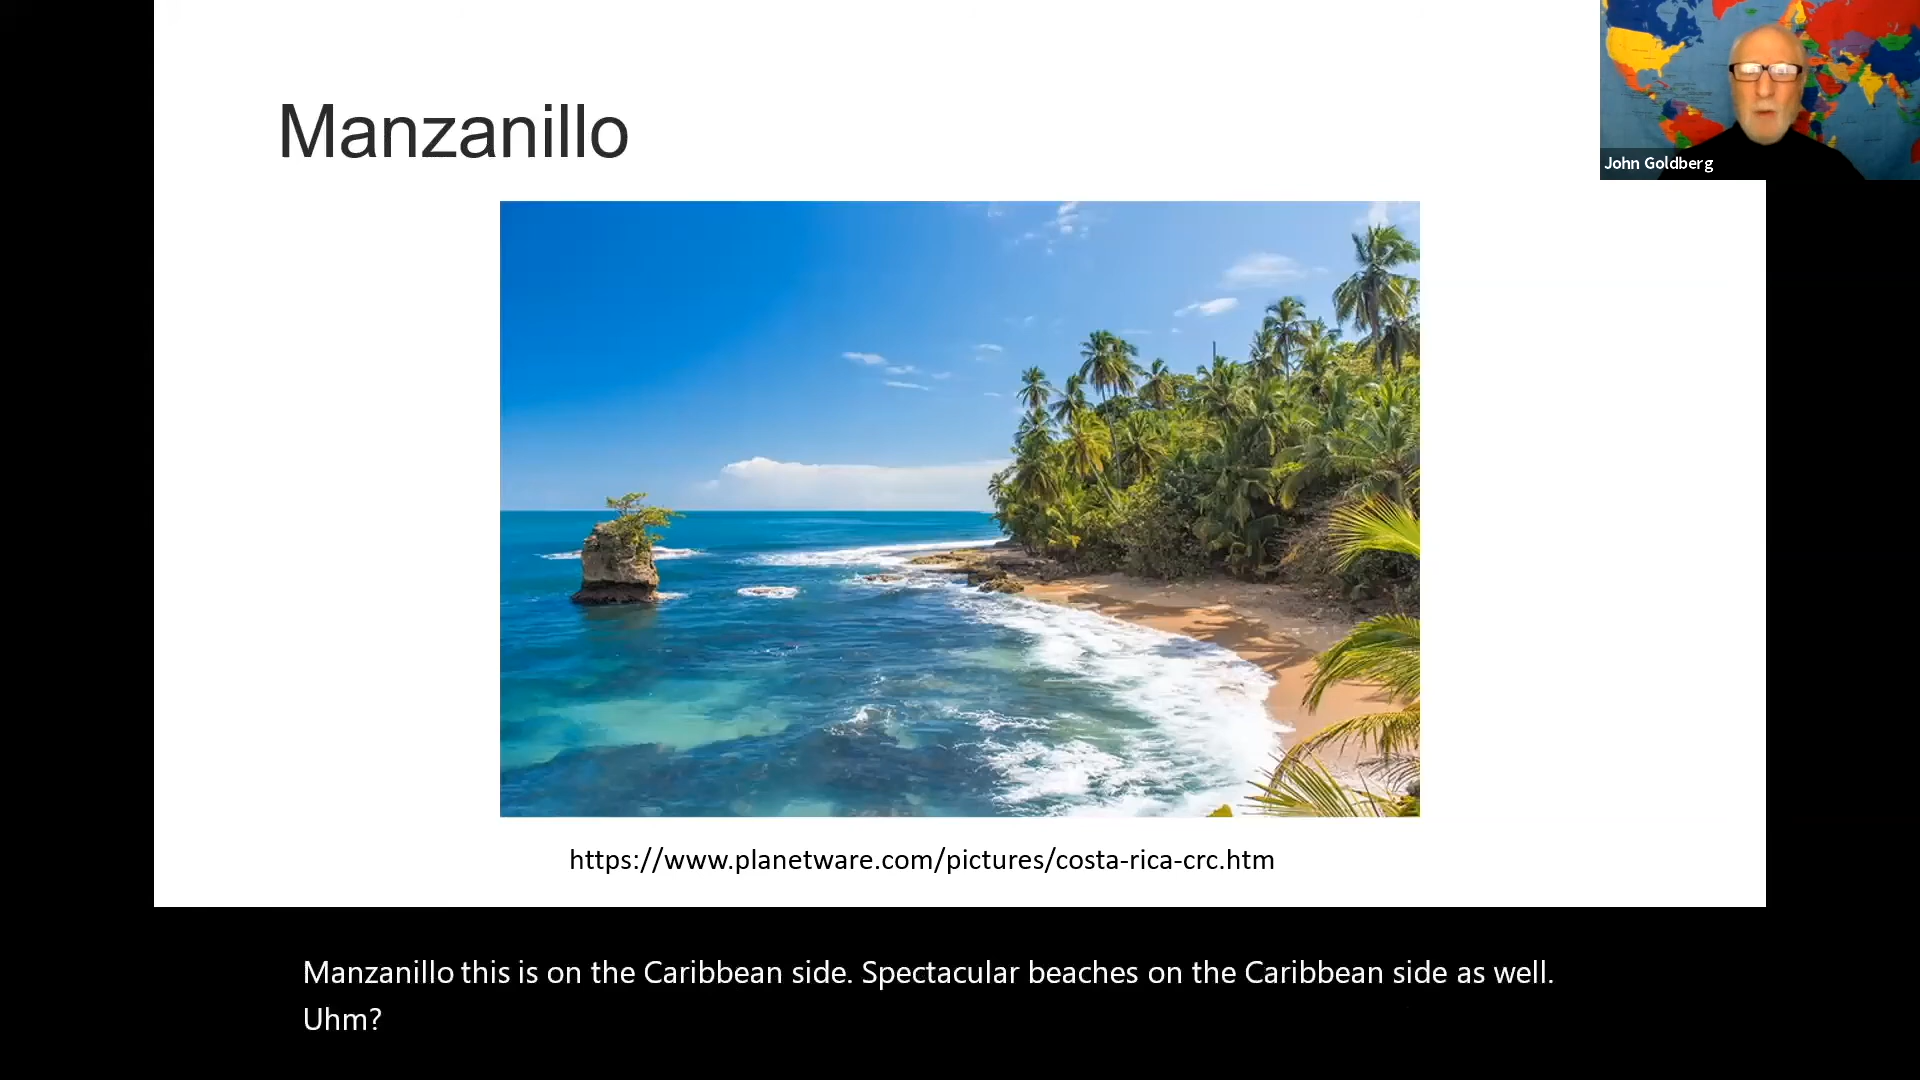 Manzanillo
John Goldberg
https://www.planetware.com/pictures/costa-rica-crc.htm
Manzanillo this is on the Caribbean side. Spectacular beaches on the Caribbean side as well.
Uhm?